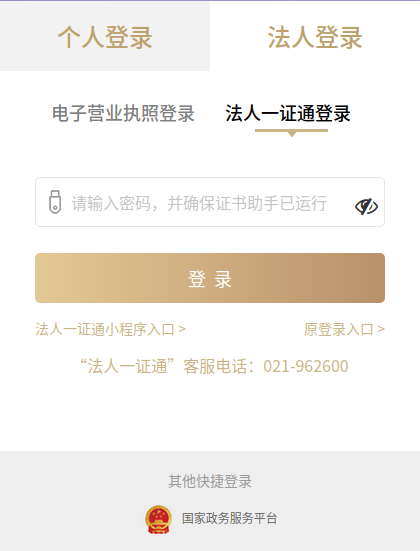 个人登录 法人登录
电子营业执照登录 法人一证通登录
请输入密码，并确保证书助手已运行
登 录
法人一证通小程序入口 > 原登录入口 >
“法人一证通”客服电话：021-962600
其他快捷登录
国家政务服务平台